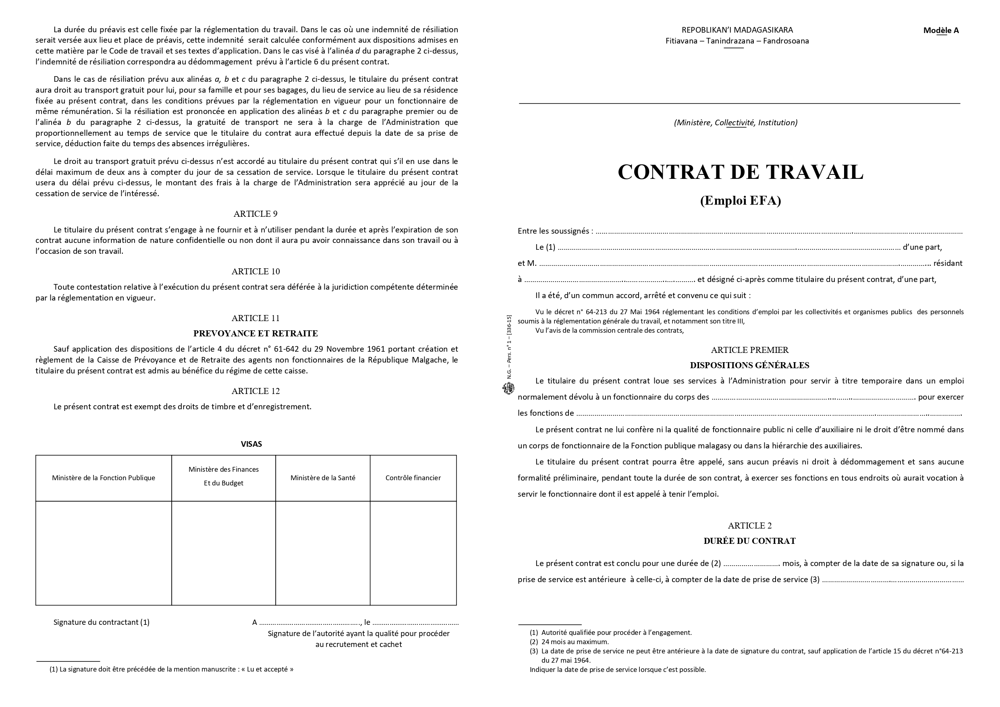 La durée du préavis est celle fixée par la réglementation du travail. Dans le cas où une indemnité de résiliation
serait versée aux lieu et place de préavis, cette indemnité serait calculée conformément aux dispositions admises en
cette matière par le Code de travail et ses textes d’application. Dans le cas visé à l’alinéa d du paragraphe 2 ci-dessus,
l’indemnité de résiliation correspondra au dédommagement prévu à l’article 6 du présent contrat.
Dans le cas de résiliation prévu aux alinéas a, b et c du paragraphe 2 ci-dessus, le titulaire du présent contrat
aura droit au transport gratuit pour lui, pour sa famille et pour ses bagages, du lieu de service au lieu de sa résidence
fixée au présent contrat, dans les conditions prévues par la réglementation en vigueur pour un fonctionnaire de
même rémunération. Si la résiliation est prononcée en application des alinéas b et c du paragraphe premier ou de
l’alinéa b du paragraphe 2 ci-dessus, la gratuité de transport ne sera à la charge de l’Administration que
proportionnellement au temps de service que le titulaire du contrat aura effectué depuis la date de sa prise de
service, déduction faite du temps des absences irrégulières.
Le droit au transport gratuit prévu ci-dessus n’est accordé au titulaire du présent contrat qui s’il en use dans le
délai maximum de deux ans à compter du jour de sa cessation de service. Lorsque le titulaire du présent contrat
usera du délai prévu ci-dessus, le montant des frais à la charge de l’Administration sera apprécié au jour de la
cessation de service de l’intéressé.
ARTICLE 9
Le titulaire du présent contrat s’engage à ne fournir et à n’utiliser pendant la durée et après l’expiration de son
contrat aucune information de nature confidentielle ou non dont il aura pu avoir connaissance dans son travail ou à
l’occasion de son travail.
ARTICLE 10
Toute contestation relative à l’exécution du présent contrat sera déférée à la juridiction compétente déterminée
par la réglementation en vigueur.
ARTICLE 11
PREVOYANCE ET RETRAITE
Sauf application des dispositions de l’article 4 du décret n° 61-642 du 29 Novembre 1961 portant création et
règlement de la Caisse de Prévoyance et de Retraite des agents non fonctionnaires de la République Malgache, le
titulaire du présent contrat est admis au bénéfice du régime de cette caisse.
ARTICLE 12
Le présent contrat est exempt des droits de timbre et d’enregistrement.
VISAS
Ministère de la Fonction Publique
Ministère des Finances
Et du Budget
Ministère de la Santé
Contrôle financier
Signature du contractant (1)
A ……………………………………………, le ……………………………………
Signature de l’autorité ayant la qualité pour procéder
au recrutement et cachet
(1) La signature doit être précédée de la mention manuscrite : « Lu et accepté »
N.G. – Pers. n° 1 – [336-15]
REPOBLIKAN’I MADAGASIKARA
Fitiavana – Tanindrazana – Fandrosoana
Modèle A
(Ministère, Collectivité, Institution)
CONTRAT DE TRAVAIL
(Emploi EFA)
Entre les soussignés : ……………………………………………………………………………………
Le (1) …………………………………………………………………………………… d’une part,
et M. …………………………………………………………………………………… résidant
à …………………………………………………… et désigné ci-après comme titulaire du présent contrat, d’une part,
Il a été, d’un commun accord, arrêté et convenu ce qui suit :
Vu le décret n° 64-213 du 27 Mai 1964 réglementant les conditions d’emploi par les collectivités et organismes publics des personnels
soumis à la réglementation générale du travail, et notamment son titre III,
Vu l’avis de la commission centrale des contrats,
ARTICLE PREMIER
DISPOSITIONS GÉNÉRALES
Le titulaire du présent contrat loue ses services à l’Administration pour servir à titre temporaire dans un emploi
normalement dévolu à un fonctionnaire du corps des …………………………………………………… pour exercer
les fonctions de ……………………………………………………………………………………
Le présent contrat ne lui confère ni la qualité de fonctionnaire public ni celle d’auxiliaire ni le droit d’être nommé dans
un corps de fonctionnaire de la Fonction publique malagasy ou dans la hiérarchie des auxiliaires.
Le titulaire du présent contrat pourra être appelé, sans aucun préavis ni droit à dédommagement et sans aucune
formalité préliminaire, pendant toute la durée de son contrat, à exercer ses fonctions en tous endroits où aurait vocation à
servir le fonctionnaire dont il est appelé à tenir l’emploi.
ARTICLE 2
DURÉE DU CONTRAT
Le présent contrat est conclu pour une durée de (2) ………………………. mois, à compter de la date de sa signature ou, si la
prise de service est antérieure à celle-ci, à compter de la date de prise de service (3) ……………………………………………………
(1) Autorité qualifiée pour procéder à l’engagement.
(2) 24 mois au maximum.
(3) La date de prise de service ne peut être antérieure à la date de signature du contrat, sauf application de l’article 15 du décret n°64-213
du 27 mai 1964.
Indiquer la date de prise de service lorsque c’est possible.